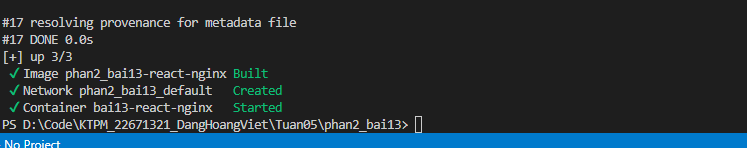 #17 resolving provenance for metadata file
#17 DONE 0.0s
[+] up 3/3
✓ Image phan2_bai13-react-nginx Built
✓ Network phan2_bai13_default Created
✓ Container bai13-react-nginx Started
PS D:\Code\KTPM_22671321_DangHoangViet\Tuan05\phan2_bai13>
No Project